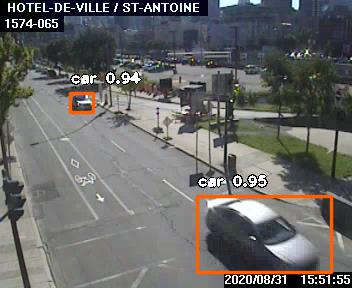 HOTEL-DE-VILLE / ST-ANTOINE
1574-065
car 0.94
car 0.95
2020/08/31 15:51:55